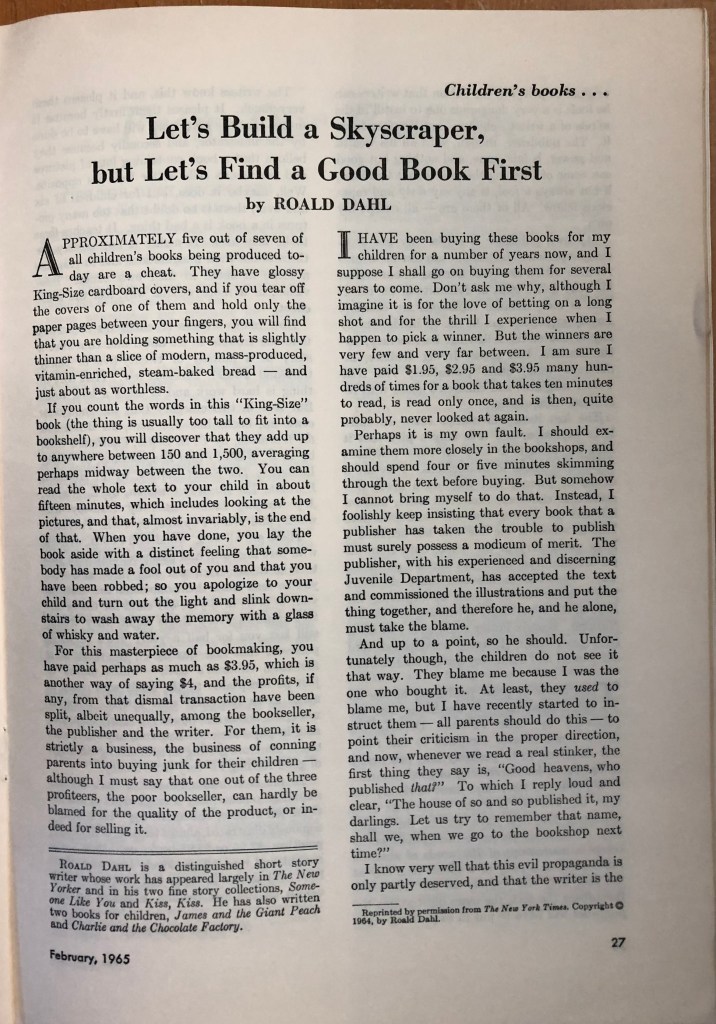 Children's books . . .
Let's Build a Skyscraper,
but Let's Find a Good Book First
by ROALD DAHL
APPROXIMATELY five out of seven of
all children's books being produced to-
day are a cheat. They have glossy
King-Size cardboard covers, and if you tear off
the covers of one of them and hold only the
paper pages between your fingers, you will find
that you are holding something that is slightly
thinner than a slice of modern, mass-produced,
vitamin-enriched, steam-baked bread — and
just about as worthless.
If you count the words in this "King-Size"
book (the thing is usually too tall to fit into a
bookshelf), you will discover that they add up
to anywhere between 150 and 1,500, averaging
perhaps midway between the two. You can
read the whole text to your child in about
fifteen minutes, which includes looking at the
pictures, and that, almost invariably, is the end
of that. When you have done, you lay the
book aside with a distinct feeling that some-
body has made a fool out of you and that you
have been robbed; so you apologize to your
child and turn out the light and slink down-
stairs to wash away the memory with a glass
of whisky and water.
For this masterpiece of bookmaking, you
have paid perhaps as much as $3.95, which is
another way of saying $4, and the profits, if
any, from that dismal transaction have been
split, albeit unequally, among the bookseller,
the publisher and the writer. For them, it is
strictly a business, the business of conning
parents into buying junk for their children —
although I must say that one out of the three
profiteers, the poor bookseller, can hardly be
blamed for the quality of the product, or in-
deed for selling it.
ROALD DAHL is a distinguished short story
writer whose work has appeared largely in The New
Yorker and in his two fine story collections, Some-
one Like You and Kiss, Kiss. He has also written
two books for children, James and the Giant Peach
and Charlie and the Chocolate Factory.
February, 1965
I HAVE been buying these books for my
children for a number of years now, and I
suppose I shall go on buying them for several
years to come. Don't ask me why, although I
imagine it is for the love of betting on a long
shot and for the thrill I experience when I
happen to pick a winner. But the winners are
very few and very far between. I am sure I
have paid $1.95, $2.95 and $3.95 many hun-
dreds of times for a book that takes ten minutes
to read, is read only once, and is then, quite
probably, never looked at again.
Perhaps it is my own fault. I should ex-
amine them more closely in the bookshops, and
should spend four or five minutes skimming
through the text before buying. But somehow
I cannot bring myself to do that. Instead, I
foolishly keep insisting that every book that a
publisher has taken the trouble to publish
must surely possess a modicum of merit. The
publisher, with his experienced and discerning
Juvenile Department, has accepted the text
and commissioned the illustrations and put the
thing together, and therefore he, and he alone,
must take the blame.
And up to a point, so he should. Unfor-
tunately though, the children do not see it
that way. They blame me because I was the
one who bought it. At least, they used to
blame me, but I have recently started to in-
struct them — all parents should do this — to
point their criticism in the proper direction,
and now, whenever we read a real stinker, the
first thing they say is, "Good heavens, who
published that?" To which I reply loud and
clear, "The house of so and so published it, my
darlings. Let us try to remember that name,
shall we, when we go to the bookshop next
time?"
I know very well that this evil propaganda is
only partly deserved, and that the writer is the
Reprinted by permission from The New York Times. Copyright ©
1964, by Roald Dahl.
27